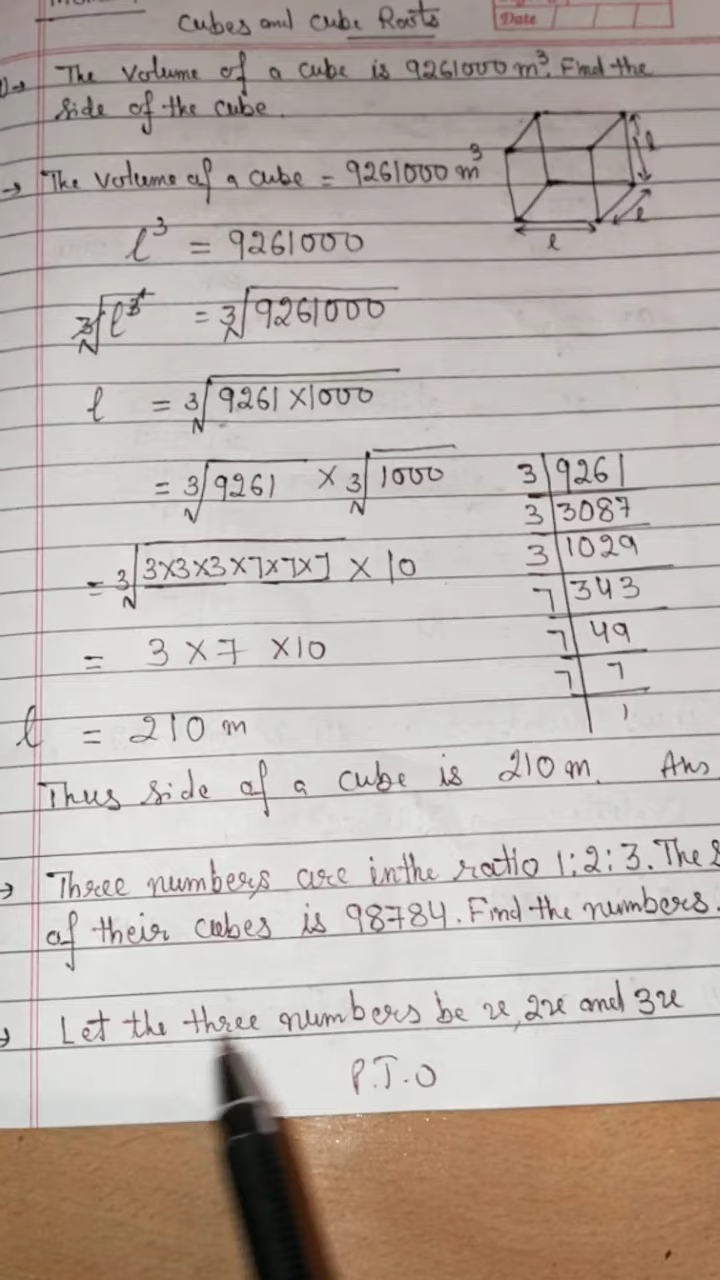 Cubes and cube Roots
Date
The volume of a cube is 9261000 m³. Find the
side of the cube.
→ The volume of a cube = 9261000 m³
l³ = 9261000
∛l³ = ∛9261000
l = ∛9261×1000
= ∛9261 × ∛1000
= ∛3×3×3×7×7×7 × 10
= 3×7×10
l = 210 m
3|9261
3|3087
3|1029
7|343
7|49
7|7
|1
l
l
l
Thus side of a cube is 210 m. Ans
→ Three numbers are in the ratio 1:2:3. The
of their cubes is 98784. Find the numbers.
→ Let the three numbers be x, 2x and 3x
P.T.O